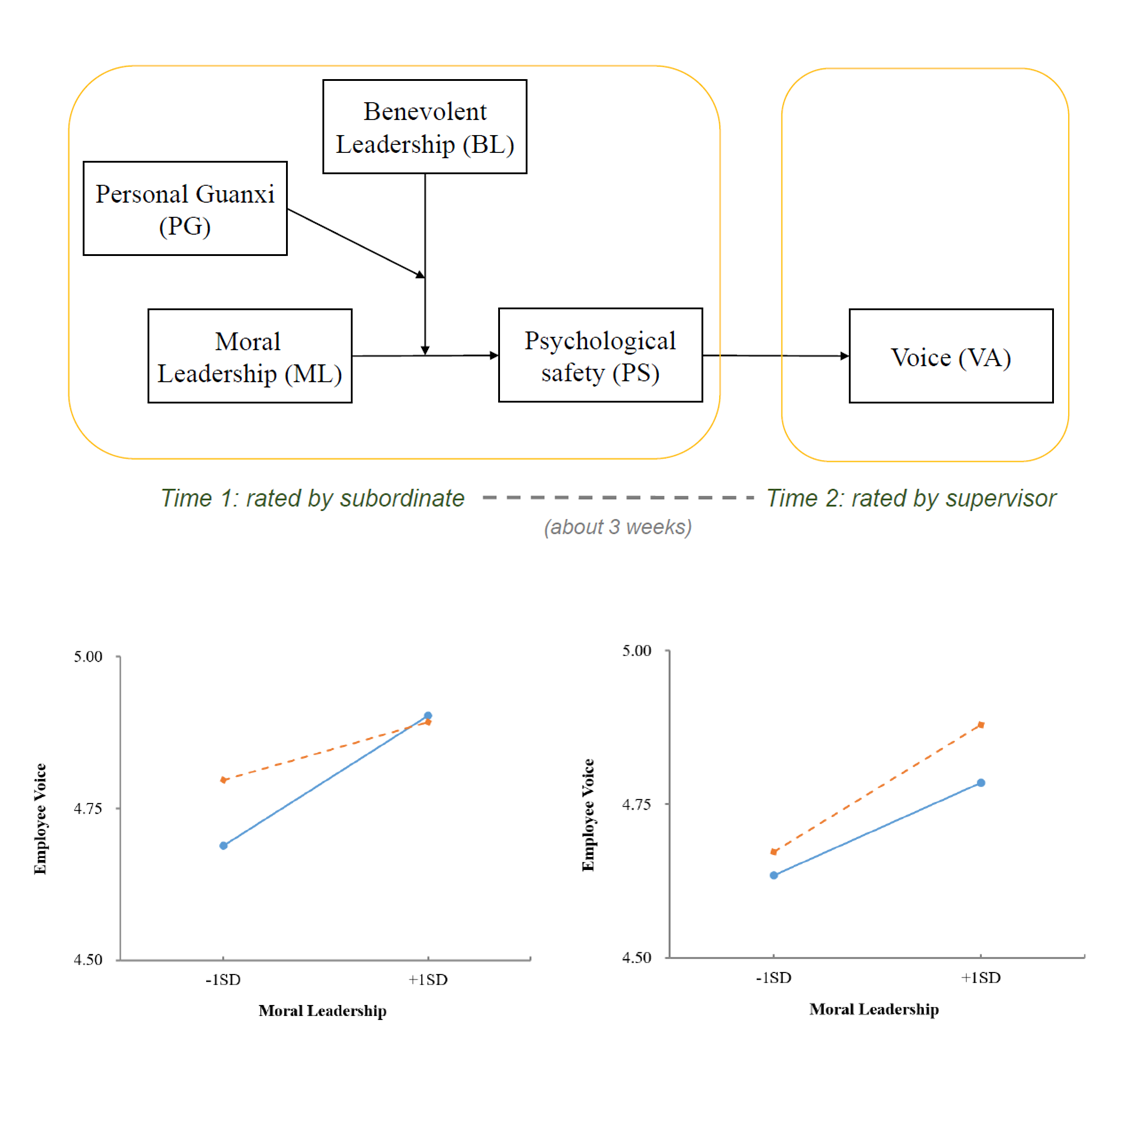 Benevolent
Leadership (BL)
Personal Guanxi
(PG)
Moral
Leadership (ML)
Psychological
safety (PS)
Voice (VA)
Time 1: rated by subordinate
Time 2: rated by supervisor
(about 3 weeks)
5.00
4.75
4.50
Employee Voice
-1SD
+1SD
Moral Leadership
5.00
4.75
4.50
Employee Voice
-1SD
+1SD
Moral Leadership